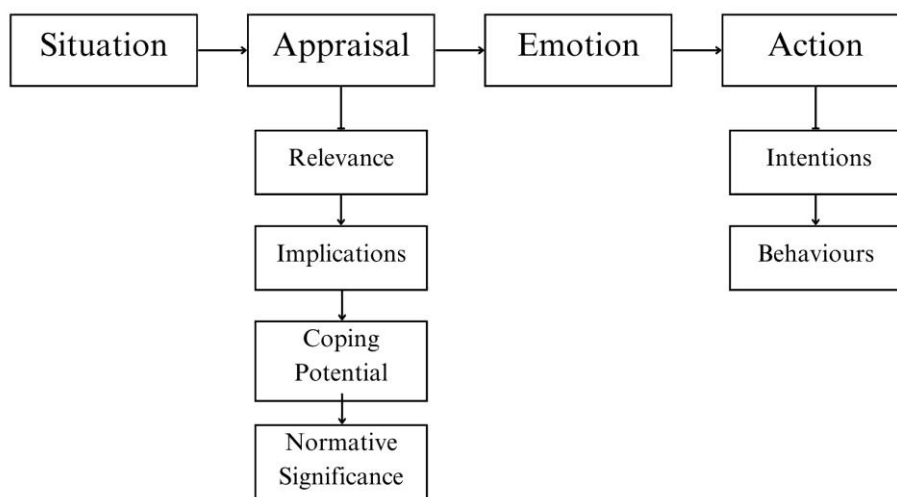 Situation
Appraisal
Emotion
Action
Relevance
Intentions
Implications
Behaviours
Coping
Potential
Normative
Significance